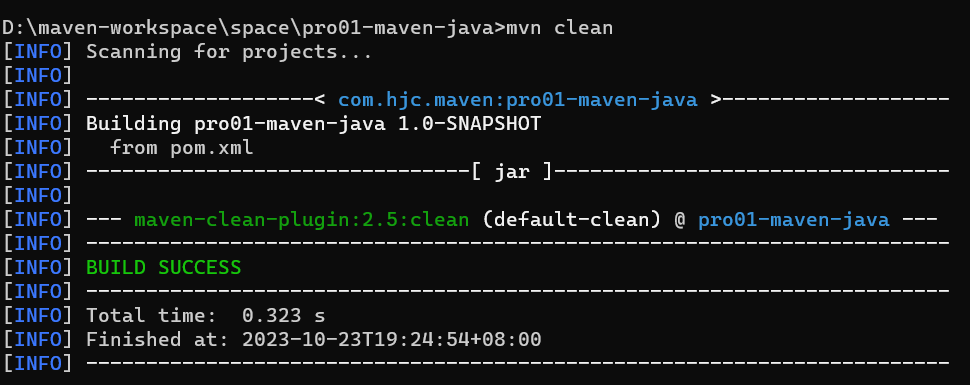 D:\maven-workspace\space\pro01-maven-java>mvn clean
[INFO] Scanning for projects...
[INFO]
[INFO] -------------------< com.hjc.maven:pro01-maven-java >-------------------
[INFO] Building pro01-maven-java 1.0-SNAPSHOT
[INFO]   from pom.xml
[INFO] --------------------------------[ jar ]---------------------------------
[INFO]
[INFO] --- maven-clean-plugin:2.5:clean (default-clean) @ pro01-maven-java ---
[INFO] ------------------------------------------------------------------------
[INFO] BUILD SUCCESS
[INFO] ------------------------------------------------------------------------
[INFO] Total time:  0.323 s
[INFO] Finished at: 2023-10-23T19:24:54+08:00
[INFO] ------------------------------------------------------------------------